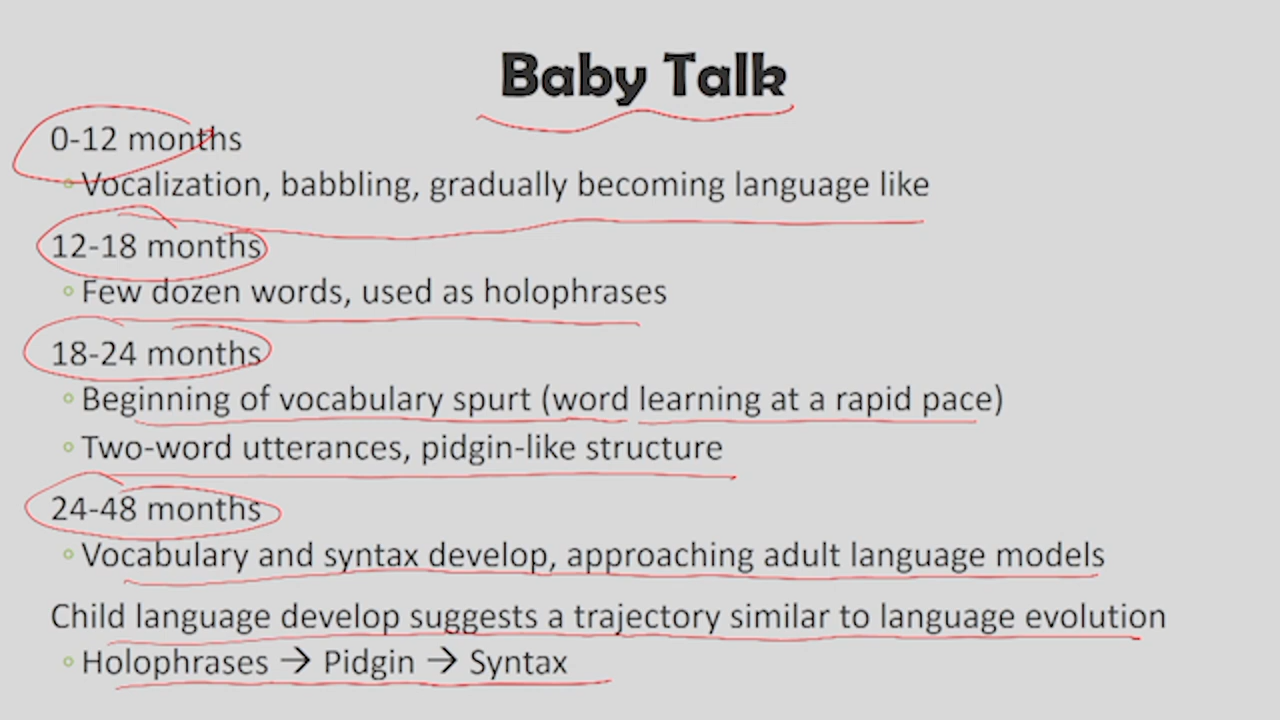 Baby Talk
0-12 months
◦ Vocalization, babbling, gradually becoming language like
12-18 months
◦ Few dozen words, used as holophrases
18-24 months
◦ Beginning of vocabulary spurt (word learning at a rapid pace)
◦ Two-word utterances, pidgin-like structure
24-48 months
◦ Vocabulary and syntax develop, approaching adult language models
Child language develop suggests a trajectory similar to language evolution
◦ Holophrases → Pidgin → Syntax